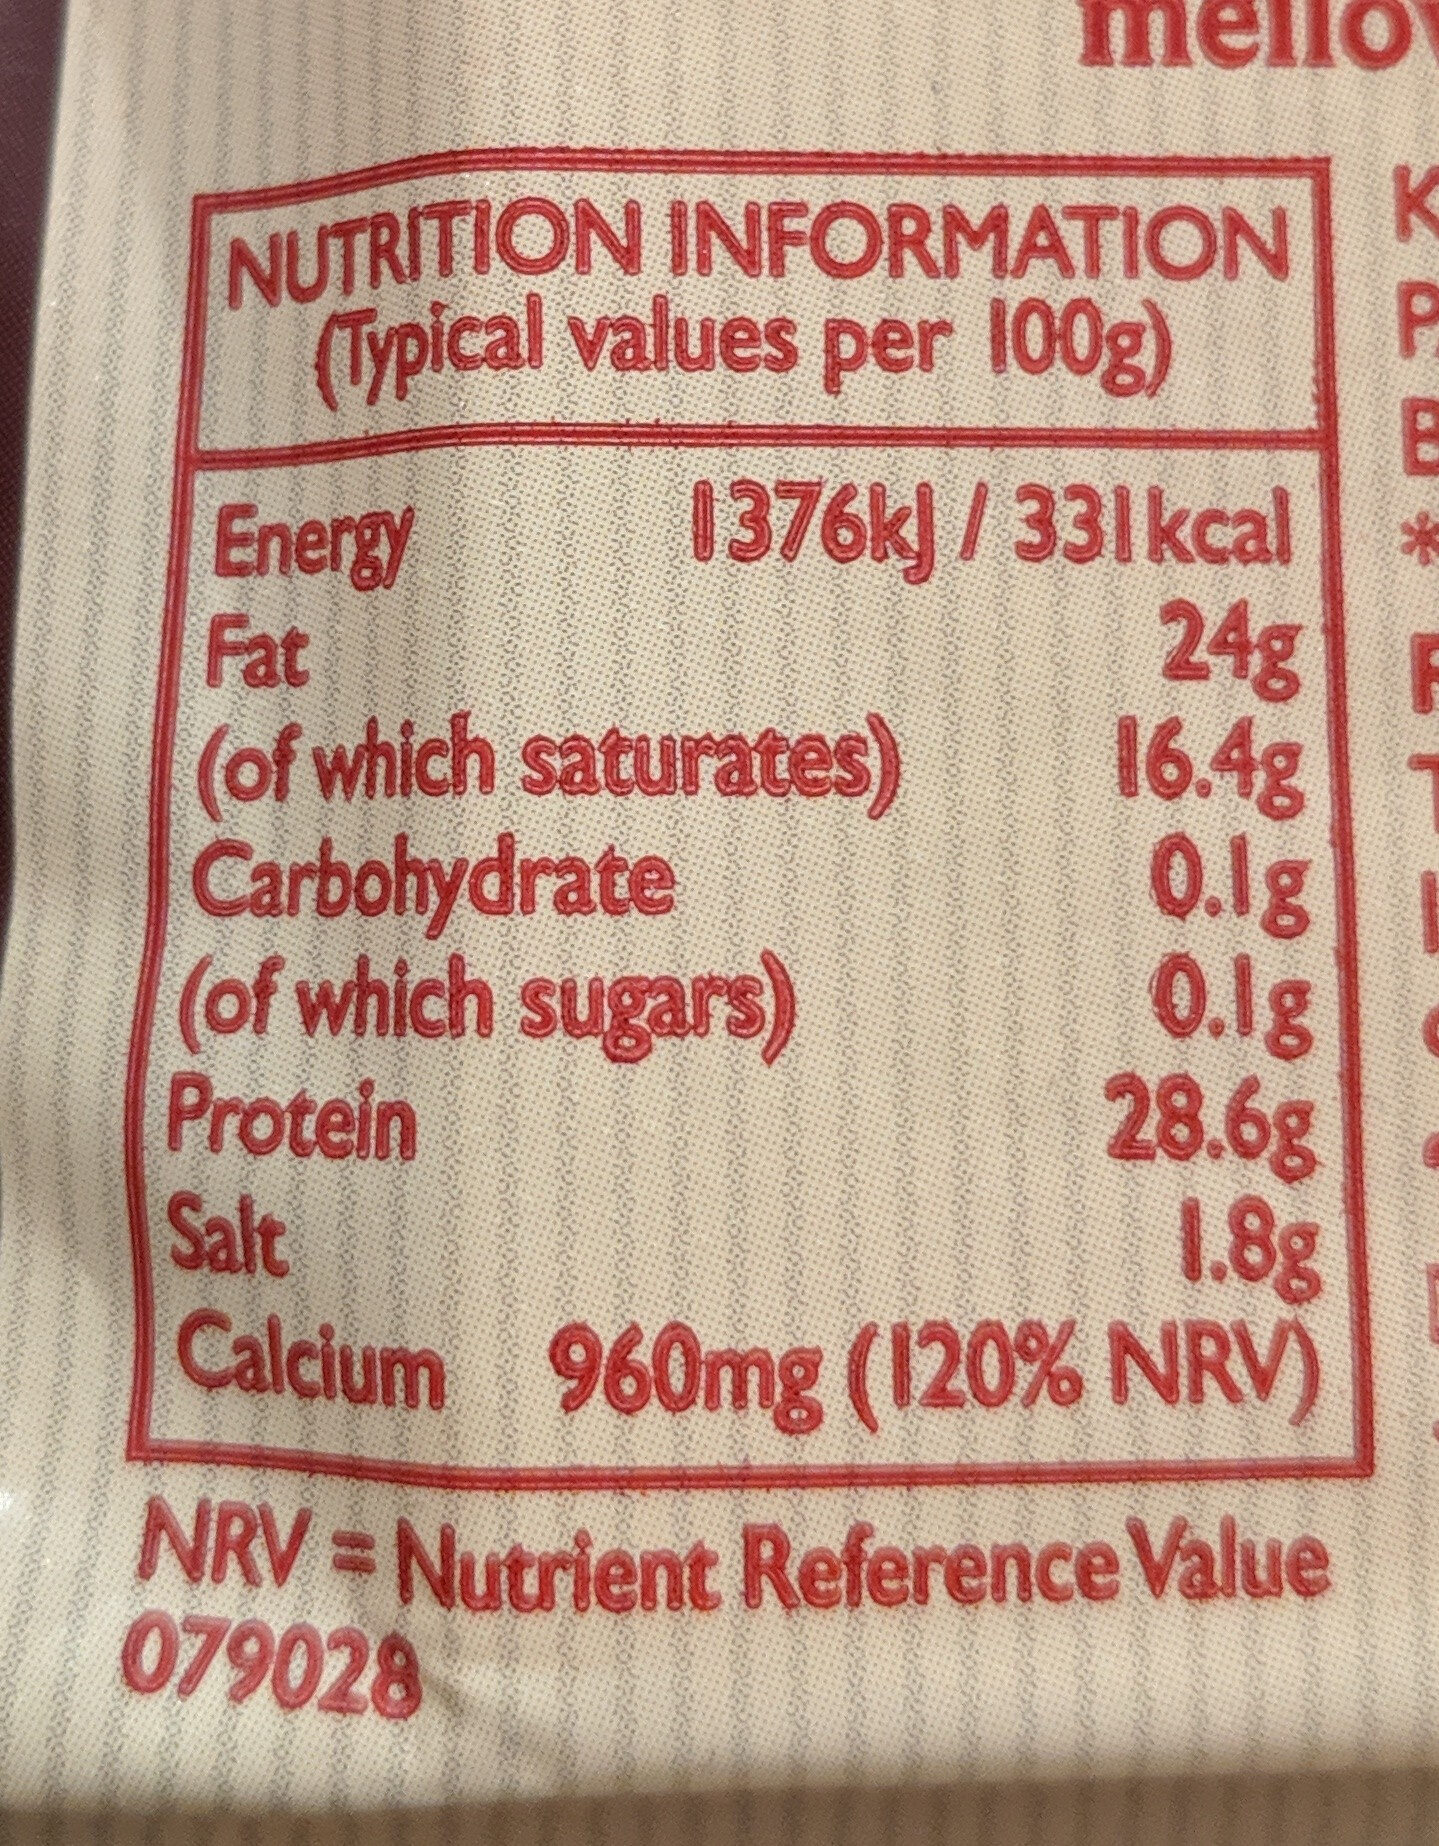 NUTRITION INFORMATION
(Typical values per 100g)
Energy 1376kJ / 331kcal
Fat 24g
(of which saturates) 16.4g
Carbohydrate 0.1g
(of which sugars) 0.1g
Protein 28.6g
Salt 1.8g
Calcium 960mg (120% NRV)
NRV = Nutrient Reference Value
079028